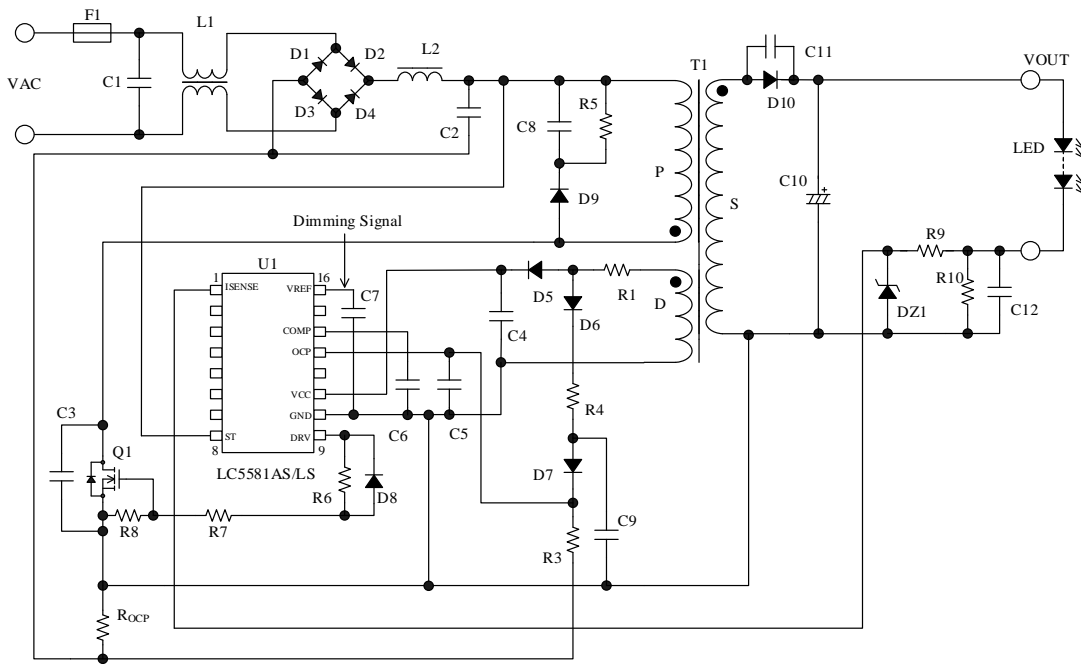 F1
L1
D1
D2
L2
C11
T1
VOUT
VAC
C1
D3
D4
C2
C8
R5
D10
P
S
C10
LED
D9
Dimming Signal
U1
1
16
ISENSE
VREF
C7
COMP
OCP
VCC
GND
ST
DRV
8
9
LC5581AS/LS
C6
C5
C4
D5
D6
R1
D
R9
R10
DZ1
C12
R4
C3
Q1
R6
D8
D7
R8
R7
R3
C9
ROCP